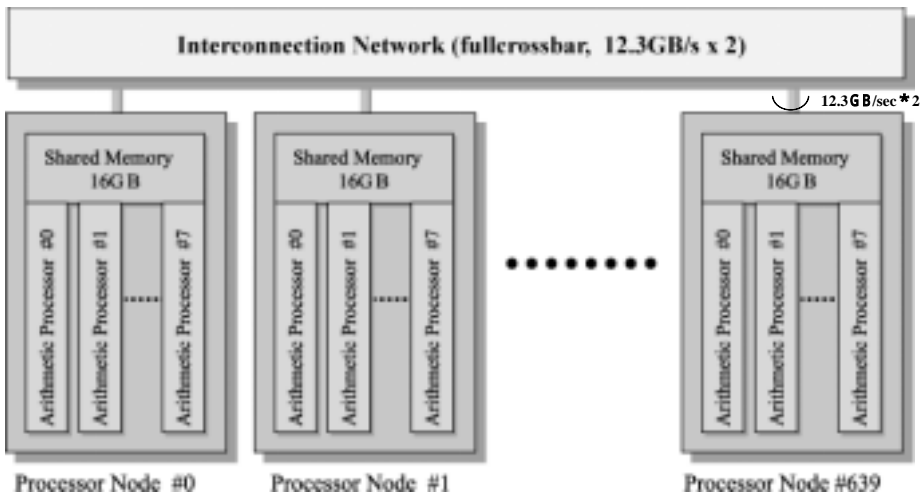 Interconnection Network (fullcrossbar, 12.3GB/s x 2)
12.3GB/sec*2
Shared Memory
16GB
Arithmetic Processor #0
Arithmetic Processor #1
Arithmetic Processor #7
Processor Node #0
Shared Memory
16GB
Arithmetic Processor #0
Arithmetic Processor #1
Arithmetic Processor #7
Processor Node #1
Shared Memory
16GB
Arithmetic Processor #0
Arithmetic Processor #1
Arithmetic Processor #7
Processor Node #639